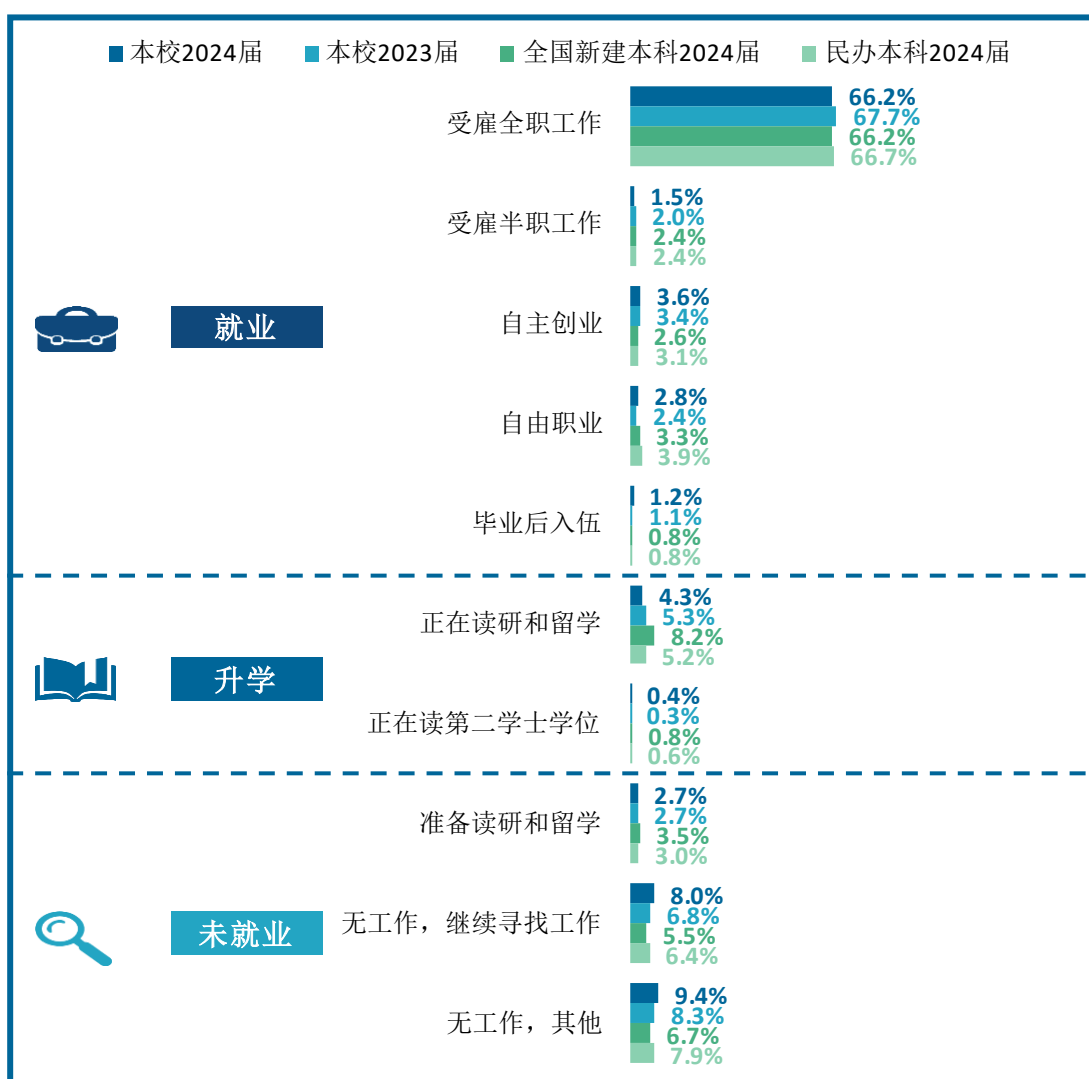 本校2024届 本校2023届 全国新建本科2024届 民办本科2024届
受雇全职工作
66.2%
67.7%
66.2%
66.7%
受雇半职工作
1.5%
2.0%
2.4%
2.4%
就业
自主创业
3.6%
3.4%
2.6%
3.1%
自由职业
2.8%
2.4%
3.3%
3.9%
毕业后入伍
1.2%
1.1%
0.8%
0.8%
正在读研和留学
4.3%
5.3%
8.2%
5.2%
升学
正在读第二学士学位
0.4%
0.3%
0.8%
0.6%
准备读研和留学
2.7%
2.7%
3.5%
3.0%
未就业
无工作，继续寻找工作
8.0%
6.8%
5.5%
6.4%
无工作，其他
9.4%
8.3%
6.7%
7.9%